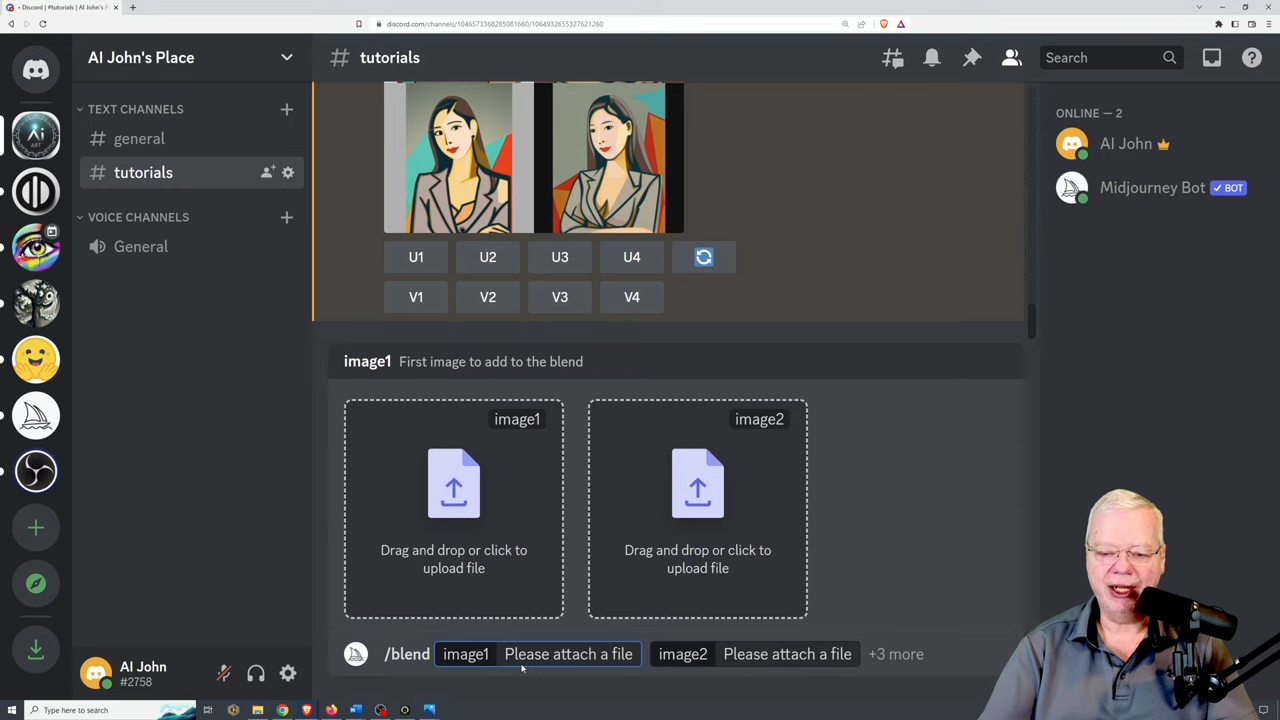 • Discord | #tutorials | AI John's P
discord.com/channels/1046573368285081660/1064932655327621260
AI John's Place
tutorials
Search
TEXT CHANNELS
general
tutorials
VOICE CHANNELS
General
ONLINE — 2
AI John
Midjourney Bot ✓ BOT
Ai
ART
U1 U2 U3 U4
V1 V2 V3 V4
image1 First image to add to the blend
image1
Drag and drop or click to
upload file
image2
Drag and drop or click to
upload file
/blend image1 Please attach a file image2 Please attach a file +3 more
AI John
#2758
Type here to search